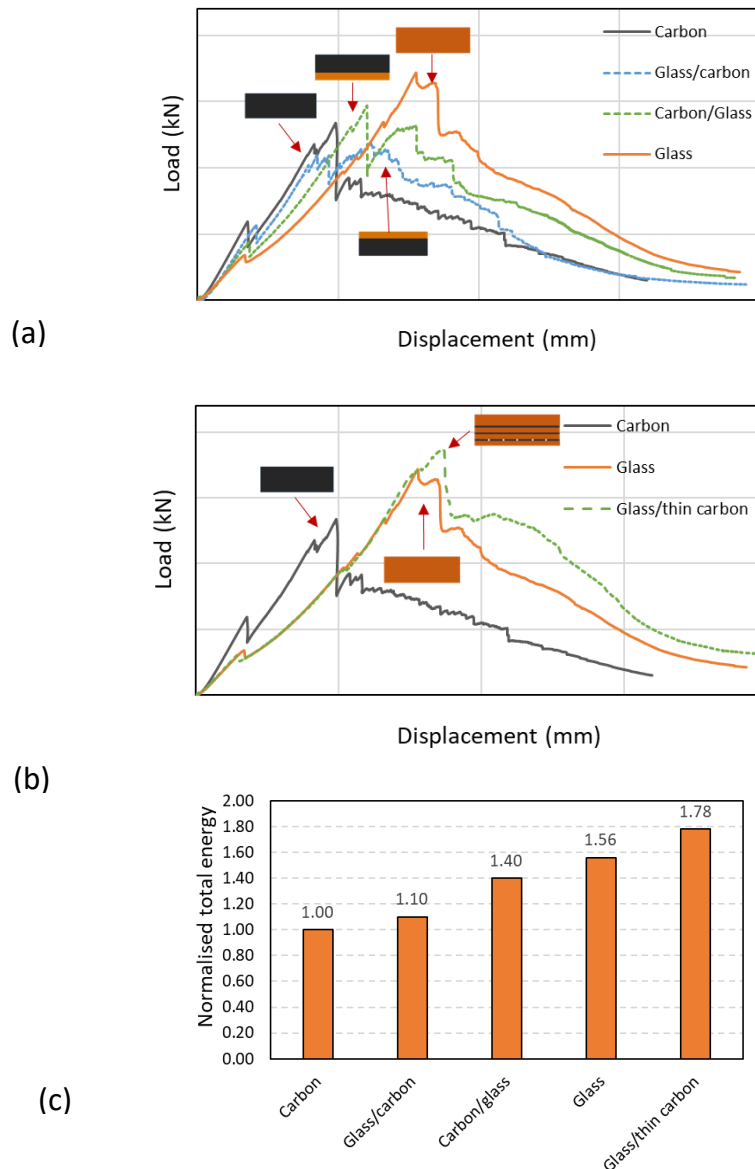 Carbon
Glass/carbon
Carbon/Glass
Glass
Load (kN)
Displacement (mm)
(a)
Carbon
Glass
Glass/thin carbon
Load (kN)
Displacement (mm)
(b)
Normalised total energy
2.00
1.80
1.60
1.40
1.20
1.00
0.80
0.60
0.40
0.20
0.00
1.00
1.10
1.40
1.56
1.78
Carbon
Glass/carbon
Carbon/glass
Glass
Glass/thin carbon
(c)